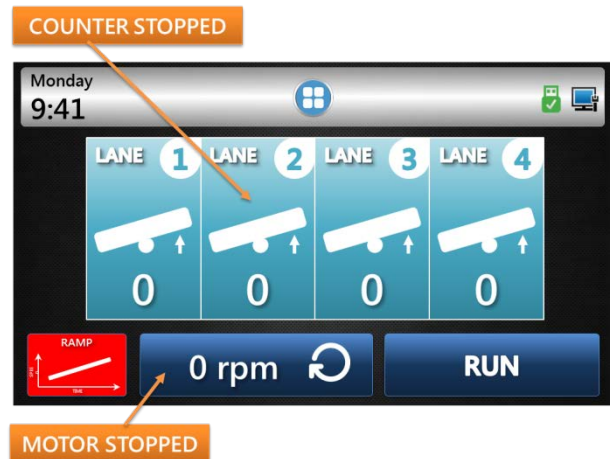 COUNTER STOPPED
Monday
9:41
LANE 1 LANE 2 LANE 3 LANE 4
0 0 0 0
RAMP
0 rpm
RUN
TIME
MOTOR STOPPED